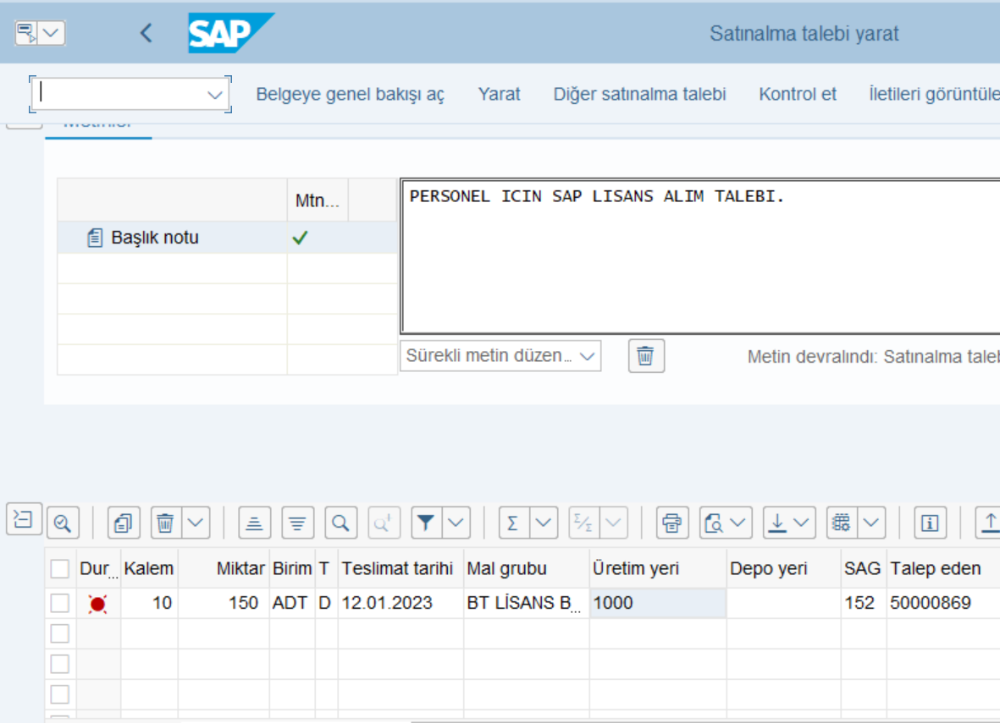 SAP
Satınalma talebi yarat
Belgeye genel bakışı aç Yarat Diğer satınalma talebi Kontrol et İletileri görüntüle
Metinler
Mtn...
PERSONEL ICIN SAP LISANS ALIM TALEBI.
Başlık notu
Sürekli metin düzen... Metin devralındı: Satınalma taleb
Dur... Kalem Miktar Birim T Teslimat tarihi Mal grubu Üretim yeri Depo yeri SAG Talep eden
10 150 ADT D 12.01.2023 BT LİSANS B... 1000 152 50000869